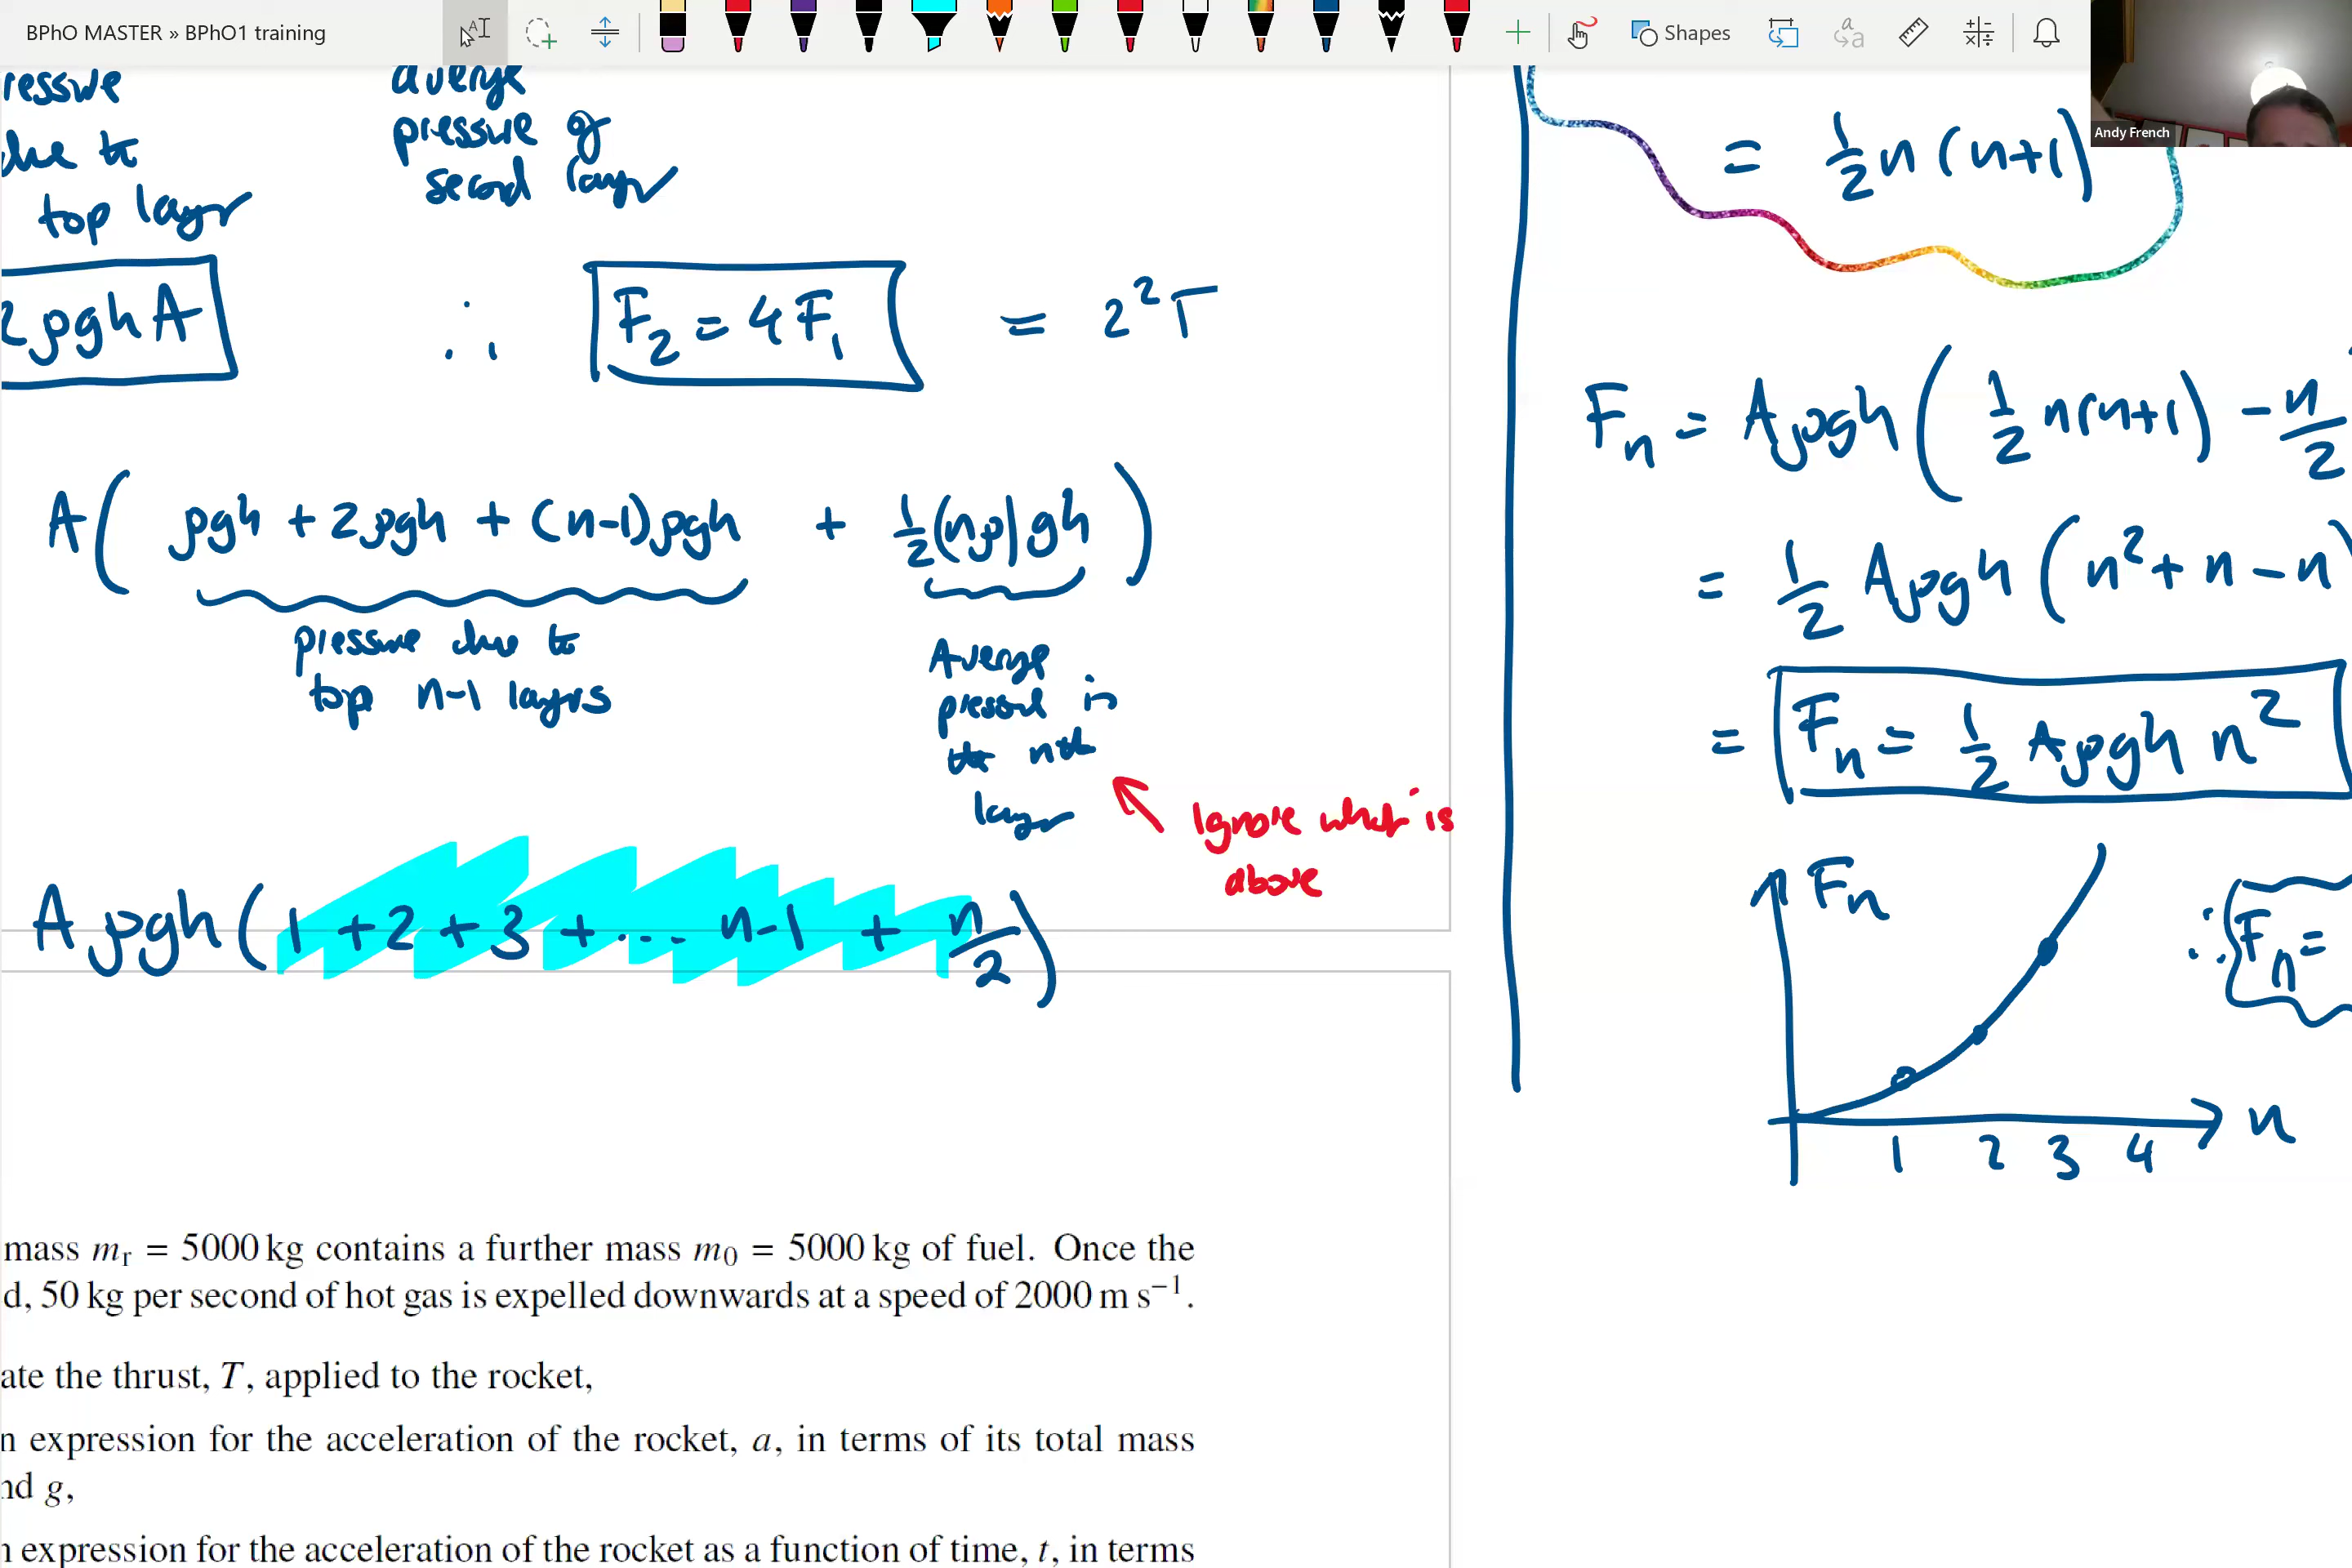 BPhO MASTER » BPhO1 training
Shapes
Andy French
ressure
due to
top layer
average
pressure of
second layer
2ρghA
∴ F₂ = 4F₁ = 2²T
A( ρgh + 2ρgh + (n-1)ρgh + ½(nρ)gh )
pressure due to
top n-1 layers
Average
pressure in
the nth
layer
Ignore what is
above
Aρgh(1 + 2 + 3 + ... n-1 + n/2)
= ½n(n+1)
Fₙ = Aρgh( ½n(n+1) - n/2
= ½Aρgh(n² + n - n)
= Fₙ = ½Aρgh n²
Fₙ
∴ Fₙ =
n
1 2 3 4
mass mr = 5000 kg contains a further mass m0 = 5000 kg of fuel. Once the
d, 50 kg per second of hot gas is expelled downwards at a speed of 2000 m s⁻¹.
ate the thrust, T, applied to the rocket,
n expression for the acceleration of the rocket, a, in terms of its total mass
nd g,
n expression for the acceleration of the rocket as a function of time, t, in terms